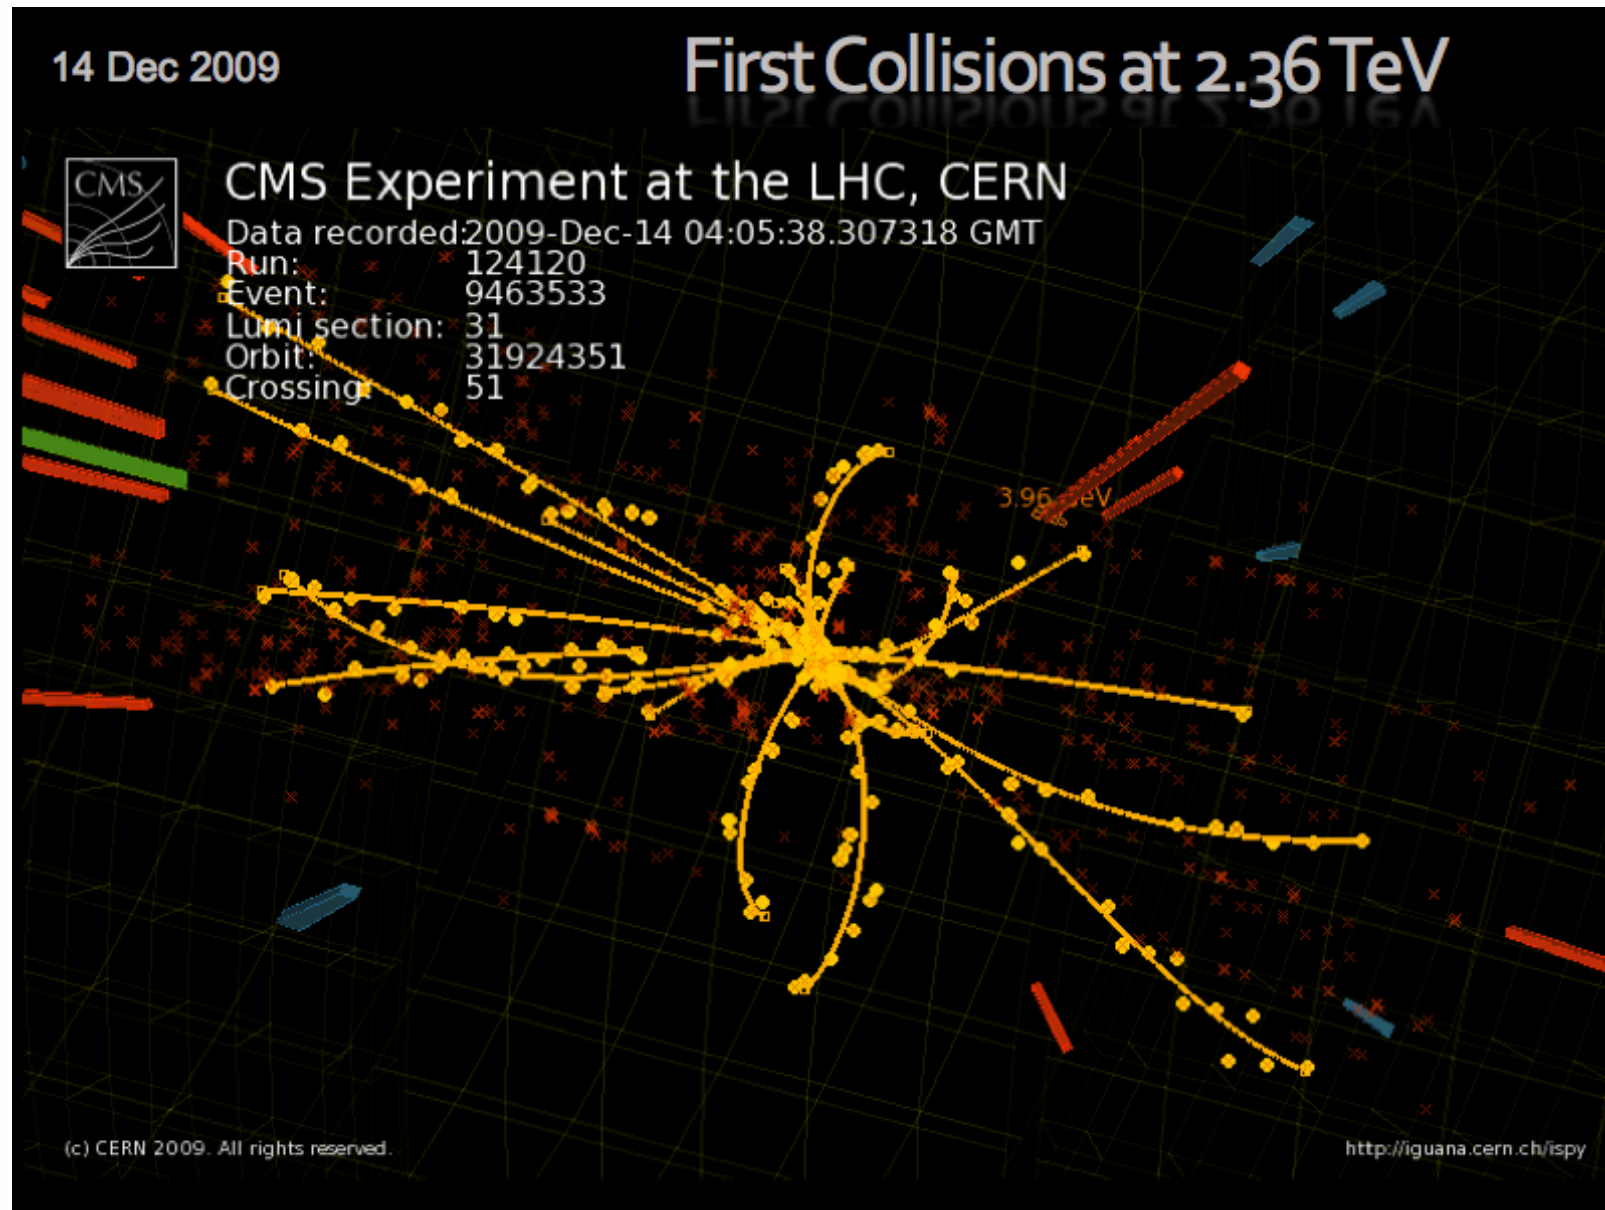 14 Dec 2009
First Collisions at 2.36 TeV
CMS
CMS Experiment at the LHC, CERN
Data recorded:2009-Dec-14 04:05:38.307318 GMT
Run: 124120
Event: 9463533
Lumi section: 31
Orbit: 31924351
Crossing: 51
3.96
(c) CERN 2009. All rights reserved.
http://iguana.cern.ch/ispy